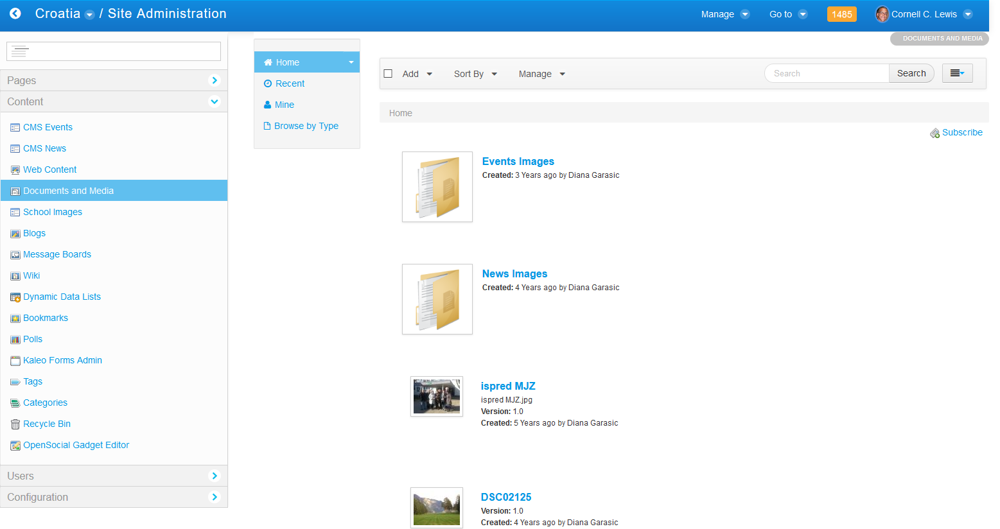 Croatia / Site Administration
Manage
Go to
1485
Cornell C. Lewis
DOCUMENTS AND MEDIA
Pages
Content
CMS Events
CMS News
Web Content
Documents and Media
School Images
Blogs
Message Boards
Wiki
Dynamic Data Lists
Bookmarks
Polls
Kaleo Forms Admin
Tags
Categories
Recycle Bin
OpenSocial Gadget Editor
Users
Configuration
Home
Recent
Mine
Browse by Type
Add
Sort By
Manage
Search
Search
Home
Subscribe
Events Images
Created: 3 Years ago by Diana Garasic
News Images
Created: 4 Years ago by Diana Garasic
ispred MJZ
ispred MJZ.jpg
Version: 1.0
Created: 5 Years ago by Diana Garasic
DSC02125
Version: 1.0
Created: 4 Years ago by Diana Garasic